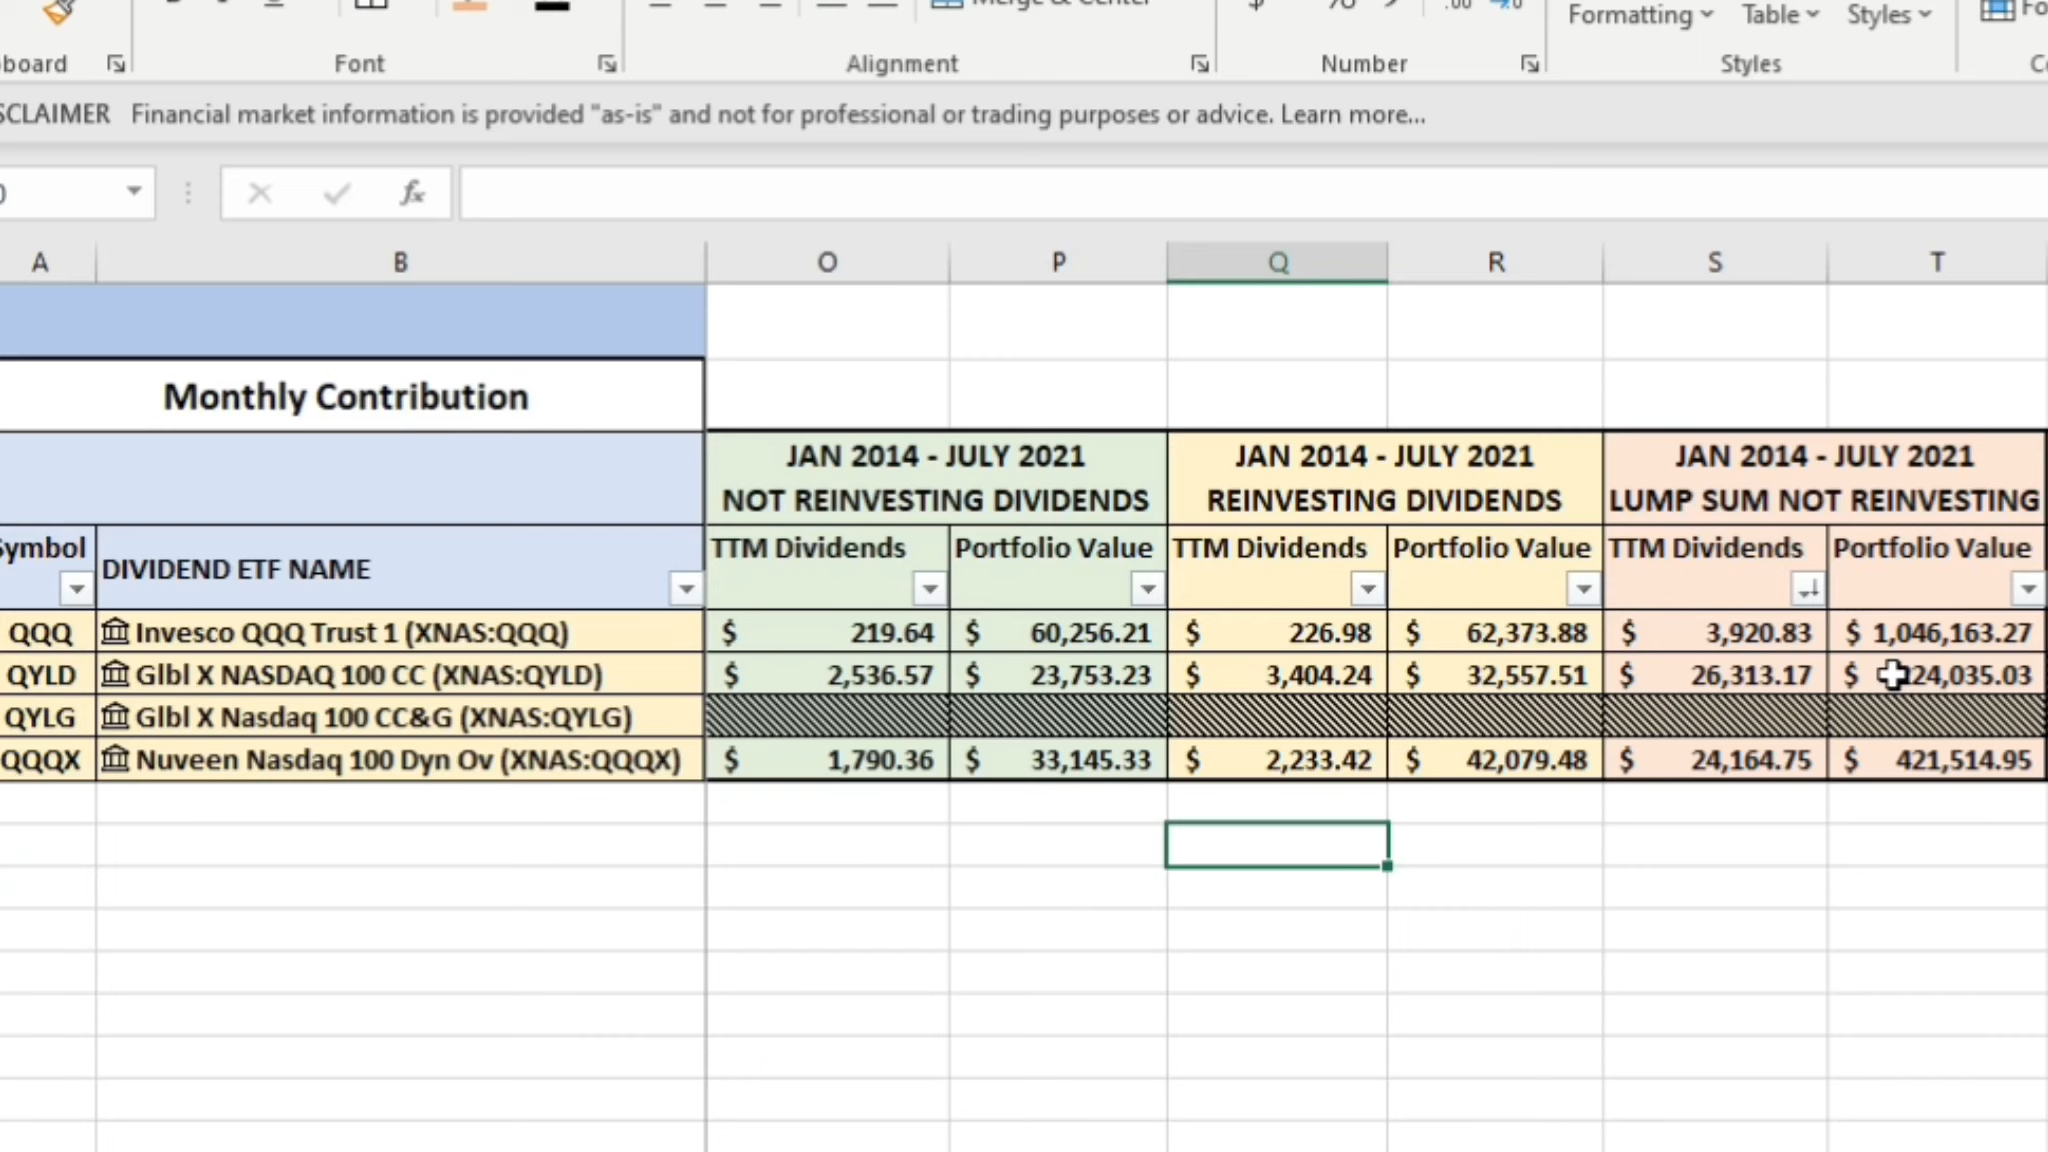 board Font Alignment Number Styles
Formatting Table Styles
SCLAIMER Financial market information is provided "as-is" and not for professional or trading purposes or advice. Learn more...
fx
A B O P Q R S T
Monthly Contribution
JAN 2014 - JULY 2021 JAN 2014 - JULY 2021 JAN 2014 - JULY 2021
NOT REINVESTING DIVIDENDS REINVESTING DIVIDENDS LUMP SUM NOT REINVESTING
Symbol DIVIDEND ETF NAME TTM Dividends Portfolio Value TTM Dividends Portfolio Value TTM Dividends Portfolio Value
QQQ Invesco QQQ Trust 1 (XNAS:QQQ) $ 219.64 $ 60,256.21 $ 226.98 $ 62,373.88 $ 3,920.83 $ 1,046,163.27
QYLD Glbl X NASDAQ 100 CC (XNAS:QYLD) $ 2,536.57 $ 23,753.23 $ 3,404.24 $ 32,557.51 $ 26,313.17 $ 24,035.03
QYLG Glbl X Nasdaq 100 CC&G (XNAS:QYLG)
QQQX Nuveen Nasdaq 100 Dyn Ov (XNAS:QQQX) $ 1,790.36 $ 33,145.33 $ 2,233.42 $ 42,079.48 $ 24,164.75 $ 421,514.95